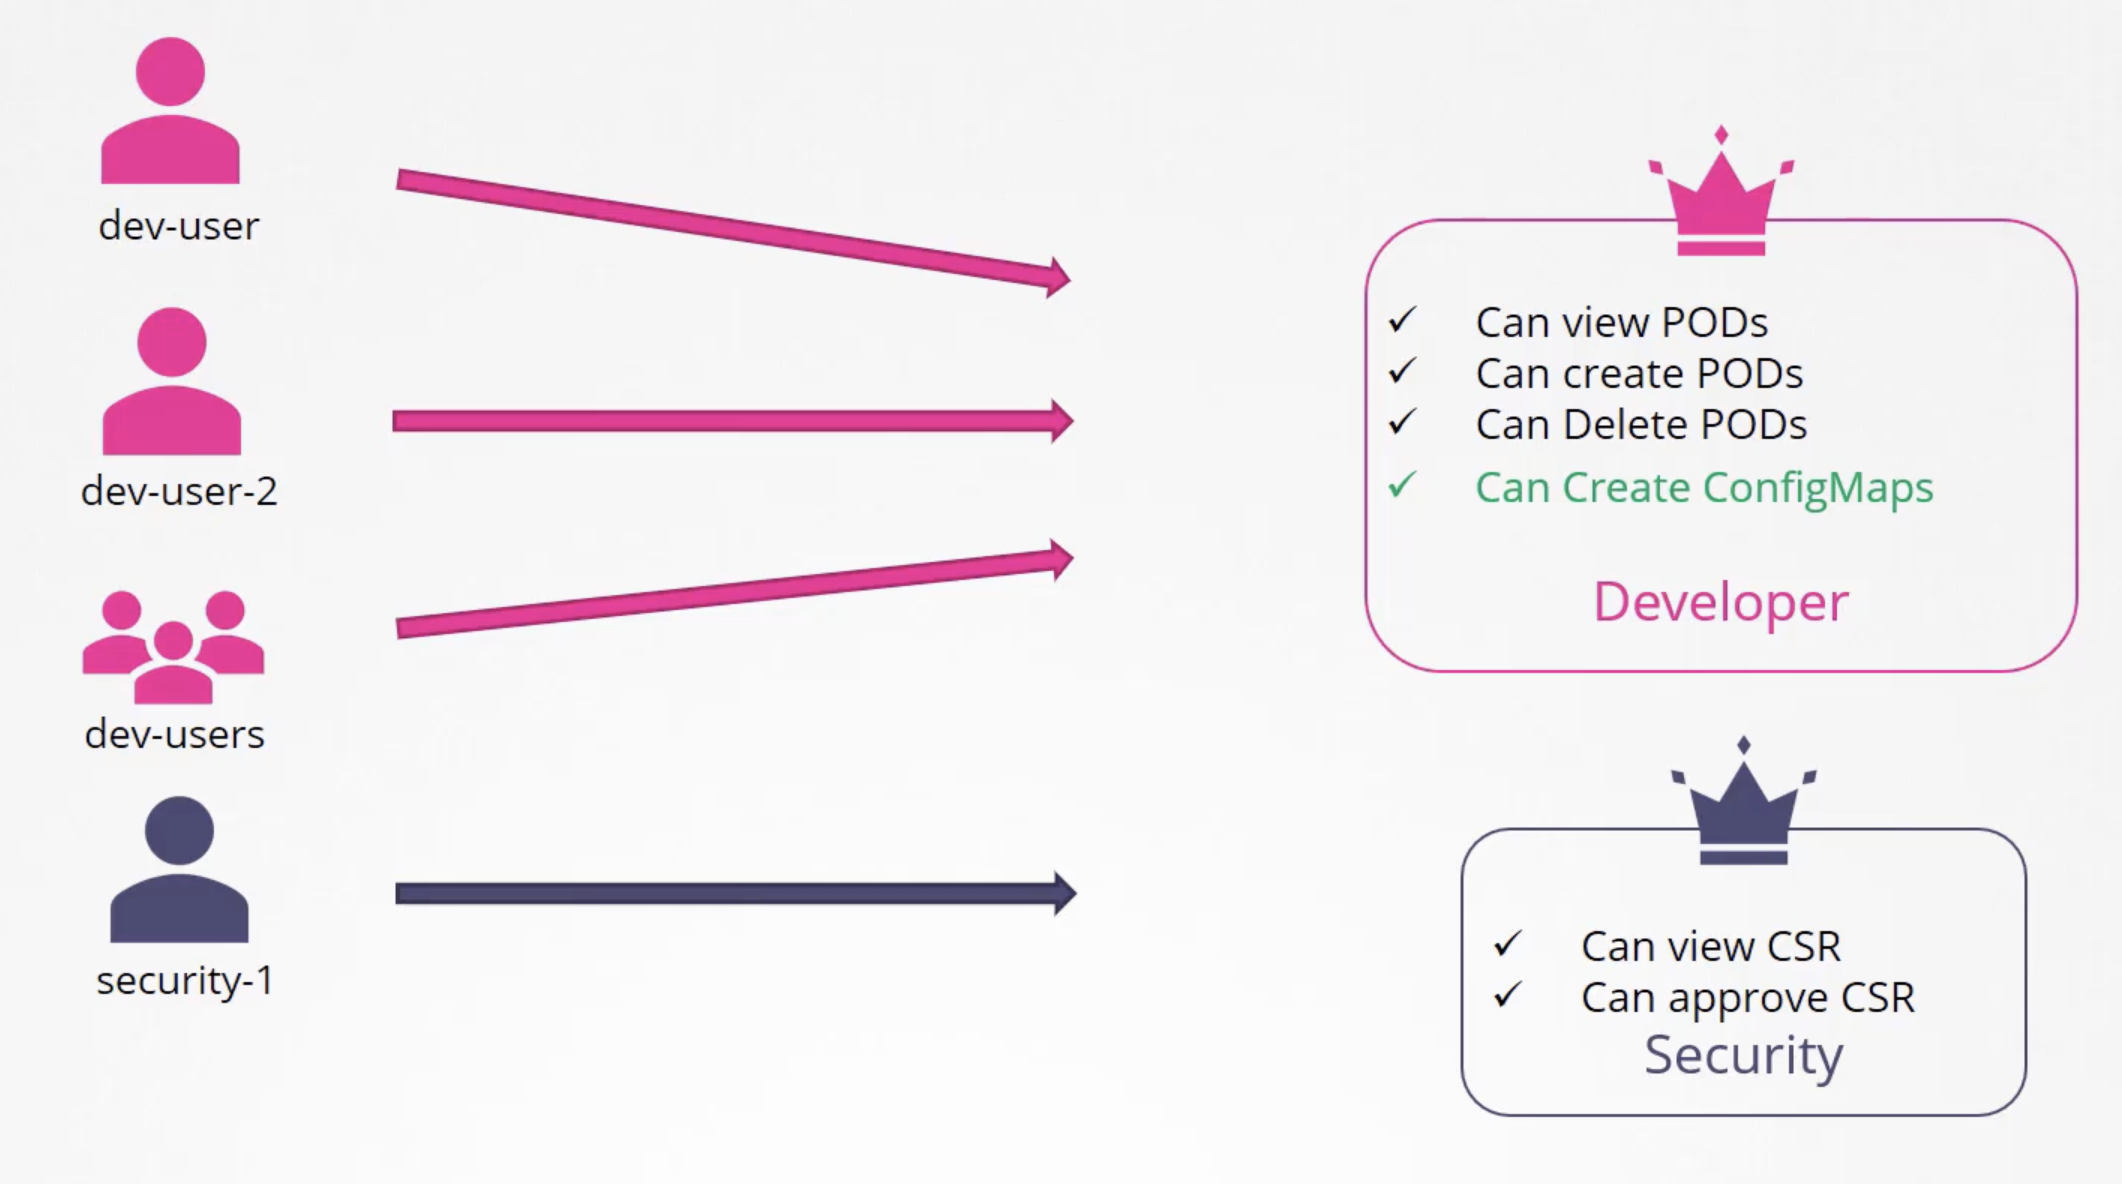 dev-user
dev-user-2
dev-users
security-1
✓ Can view PODs
✓ Can create PODs
✓ Can Delete PODs
✓ Can Create ConfigMaps
Developer
✓ Can view CSR
✓ Can approve CSR
Security